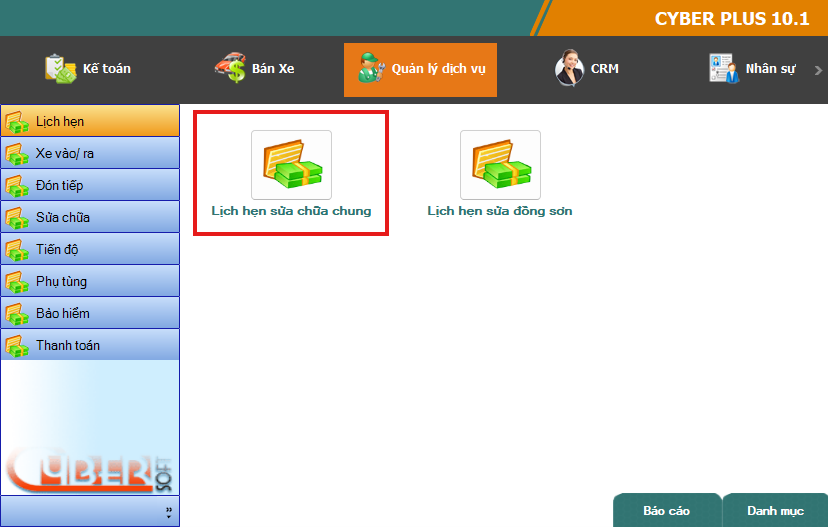 CYBER PLUS 10.1
Kế toán
Bán Xe
Quản lý dịch vụ
CRM
Nhân sự
Lịch hẹn
Xe vào/ ra
Đón tiếp
Sửa chữa
Tiến độ
Phụ tùng
Bảo hiểm
Thanh toán
Lịch hẹn sửa chữa chung
Lịch hẹn sửa đồng sơn
CYBER
SOFT
Báo cáo
Danh mục